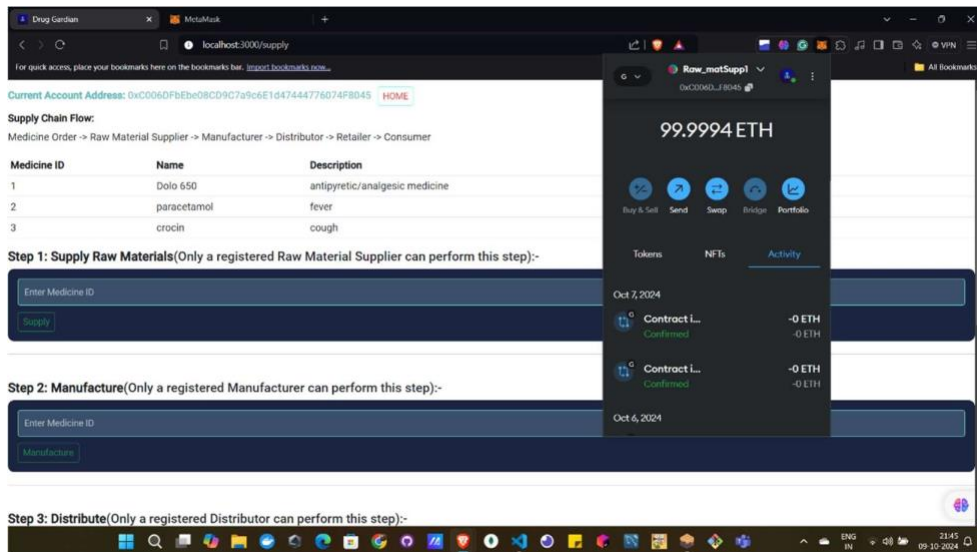 Drug Gardian
MetaMask
localhost:3000/supply
VPN
For quick access, place your bookmarks here on the bookmarks bar. Import bookmarks now...
All Bookmarks
Current Account Address: 0xC006DFbEbe08CD9C7a9c6E1d47444776074F8D45 HOME
Supply Chain Flow:
Medicine Order -> Raw Material Supplier -> Manufacturer -> Distributor -> Retailer -> Consumer
Medicine ID Name Description
1 Dolo 650 antipyretic/analgesic medicine
2 paracetamol fever
3 crocin cough
Step 1: Supply Raw Materials(Only a registered Raw Material Supplier can perform this step):-
Enter Medicine ID
Supply
Step 2: Manufacture(Only a registered Manufacturer can perform this step):-
Enter Medicine ID
Manufacture
Step 3: Distribute(Only a registered Distributor can perform this step):-
G Raw_matSuppl
0xC006D...F8D45
99.9994 ETH
Buy & Sell Send Swap Bridge Portfolio
Tokens NFTs Activity
Oct 7, 2024
G Contract i... -0 ETH
Confirmed -0 ETH
G Contract i... -0 ETH
Confirmed -0 ETH
Oct 6, 2024
ENG 21:45
IN 09-10-2024